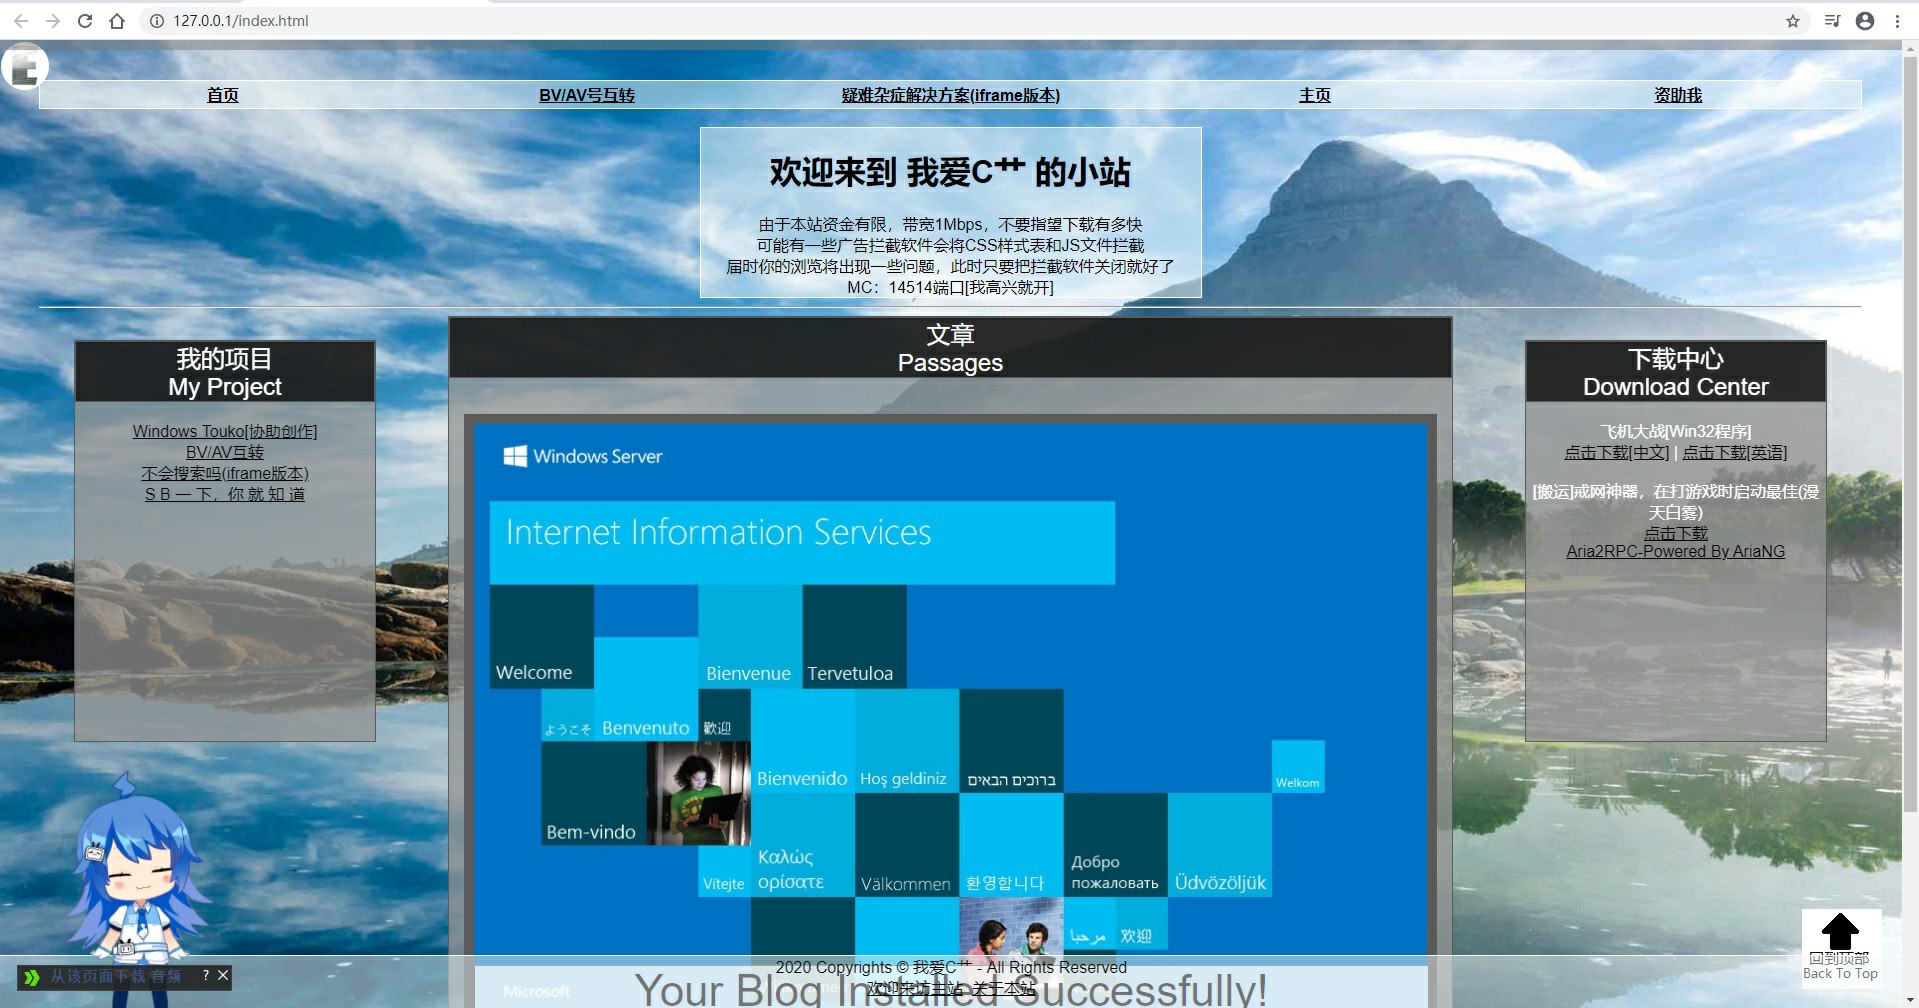 127.0.0.1/index.html
首页
BV/AV号互转
疑难杂症解决方案(iframe版本)
主页
资助我
欢迎来到 我爱C艹 的小站
由于本站资金有限，带宽1Mbps，不要指望下载有多快
可能有一些广告拦截软件会将CSS样式表和JS文件拦截
届时你的浏览将出现一些问题，此时只要把拦截软件关闭就好了
MC：14514端口[我高兴就开]
我的项目
My Project
Windows Touko[协助创作]
BV/AV互转
不会搜索吗(iframe版本)
S B 一 下，你 就 知 道
文章
Passages
Windows Server
Internet Information Services
Welcome
Bienvenue
Tervetuloa
ようこそ
Benvenuto
歡迎
Bienvenido
Hoş geldiniz
ברוכים הבאים
Welkom
Bem-vindo
Vítejte
Καλώς
ορίσατε
Välkommen
환영합니다
Добро
пожаловать
Üdvözöljük
مرحبا
欢迎
Microsoft
Your Blog Installed Successfully!
下载中心
Download Center
飞机大战[Win32程序]
点击下载[中文] | 点击下载[英语]
[搬运]戒网神器，在打游戏时启动最佳(漫
天白雾)
点击下载
Aria2RPC-Powered By AriaNG
回到顶部
Back To Top
从该页面下载 音频 ? ✕
2020 Copyrights © 我爱C艹 - All Rights Reserved
欢迎来访主站 关于本站